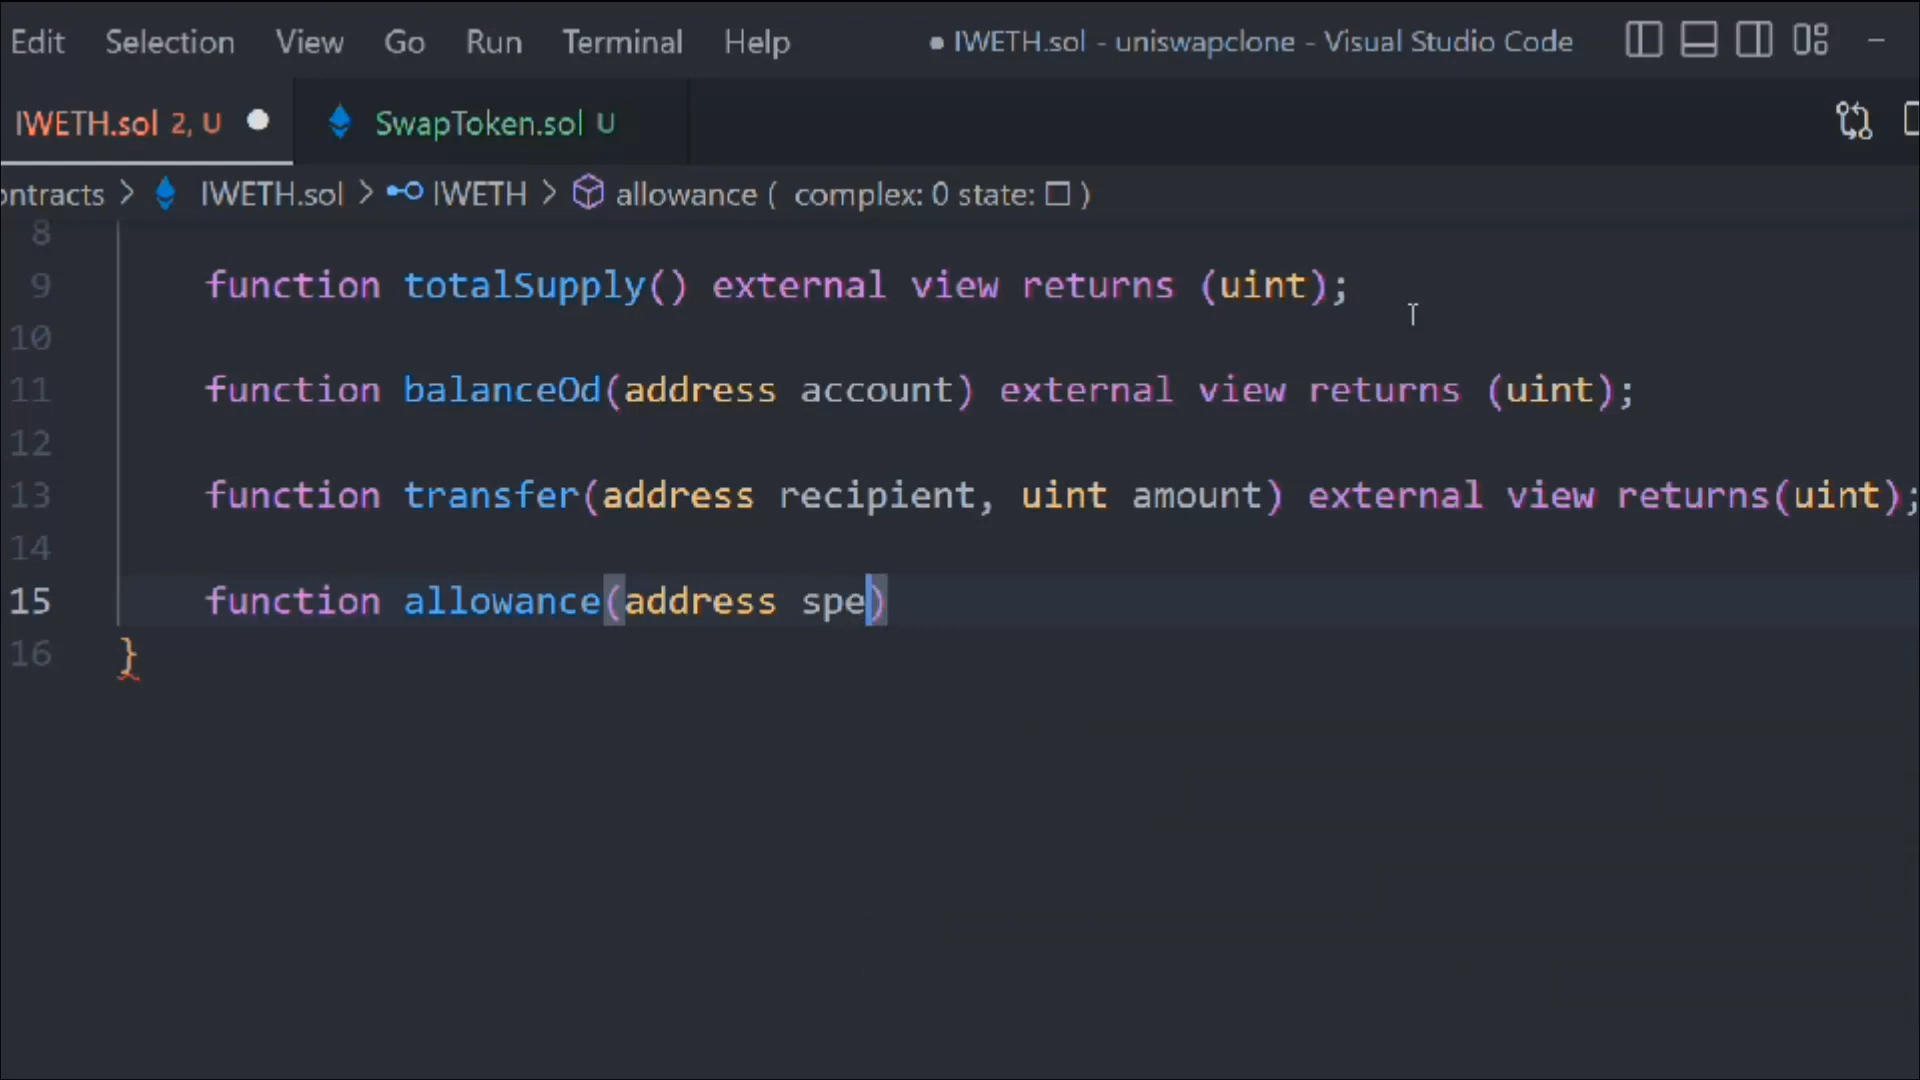 Edit Selection View Go Run Terminal Help ● IWETH.sol - uniswapclone - Visual Studio Code
IWETH.sol 2, U SwapToken.sol U
ontracts > IWETH.sol > IWETH > allowance ( complex: 0 state: )
8
9 function totalSupply() external view returns (uint);
10
11 function balanceOd(address account) external view returns (uint);
12
13 function transfer(address recipient, uint amount) external view returns(uint);
14
15 function allowance(address spe)
16 }